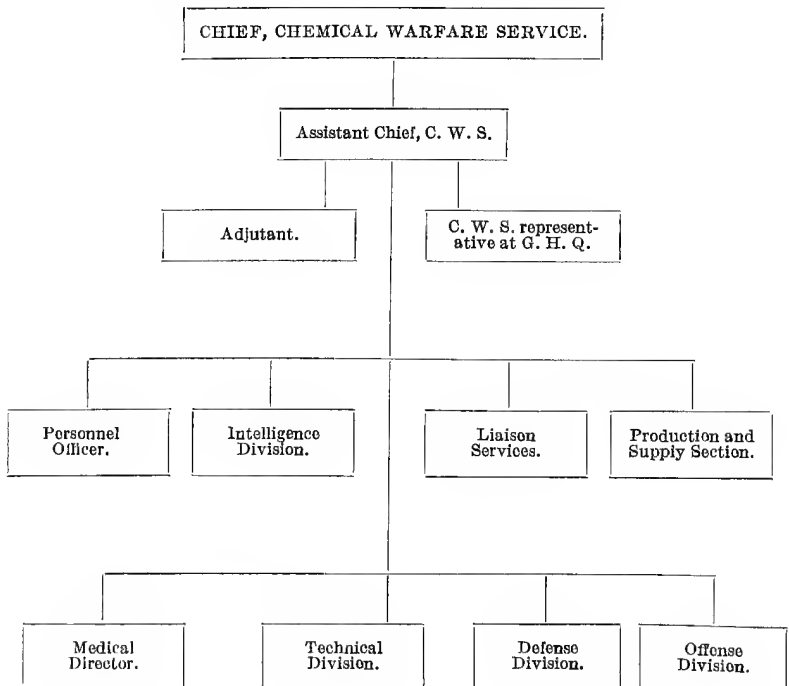 CHIEF, CHEMICAL WARFARE SERVICE.
Assistant Chief, C. W. S.
Adjutant.
C. W. S. represent-
ative at G. H. Q.
Personnel
Officer.
Intelligence
Division.
Liaison
Services.
Production and
Supply Section.
Medical
Director.
Technical
Division.
Defense
Division.
Offense
Division.